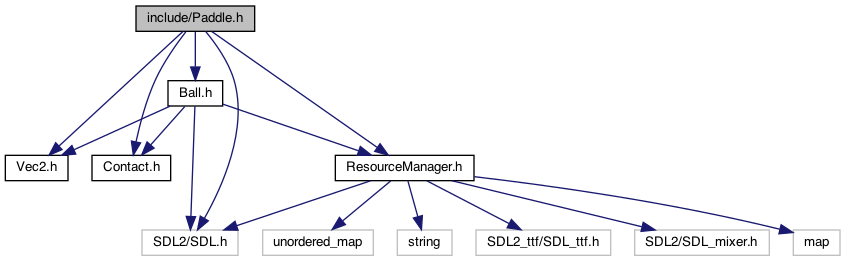 include/Paddle.h
Ball.h
Vec2.h
Contact.h
ResourceManager.h
SDL2/SDL.h
unordered_map
string
SDL2_ttf/SDL_ttf.h
SDL2/SDL_mixer.h
map